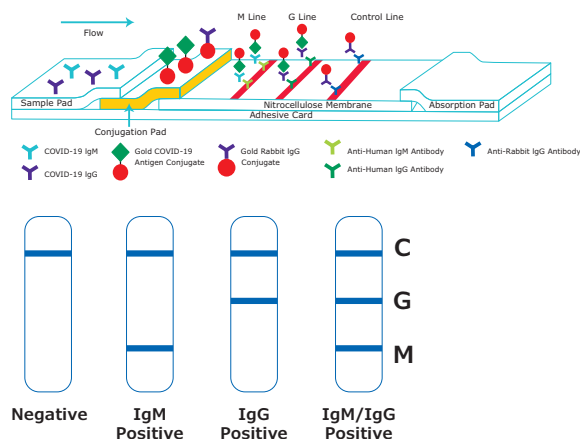 M Line G Line Control Line
Flow
Sample Pad
Nitrocellulose Membrane
Absorption Pad
Adhesive Card
Conjugation Pad
COVID-19 IgM
COVID-19 IgG
Gold COVID-19
Antigen Conjugate
Gold Rabbit IgG
Conjugate
Anti-Human IgM Antibody
Anti-Human IgG Antibody
Anti-Rabbit IgG Antibody
C
G
M
Negative
IgM
Positive
IgG
Positive
IgM/IgG
Positive